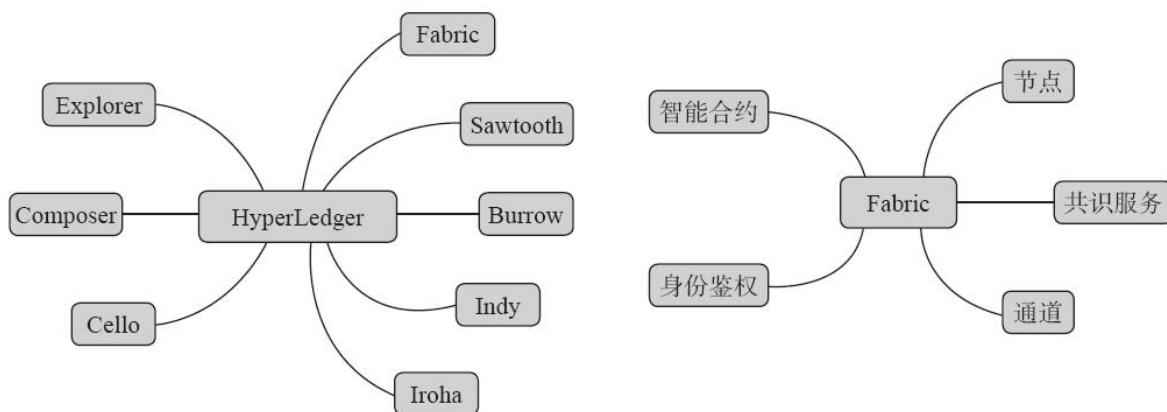 Fabric
Explorer
Sawtooth
Composer
HyperLedger
Burrow
Cello
Indy
Iroha
节点
智能合约
Fabric
共识服务
身份鉴权
通道